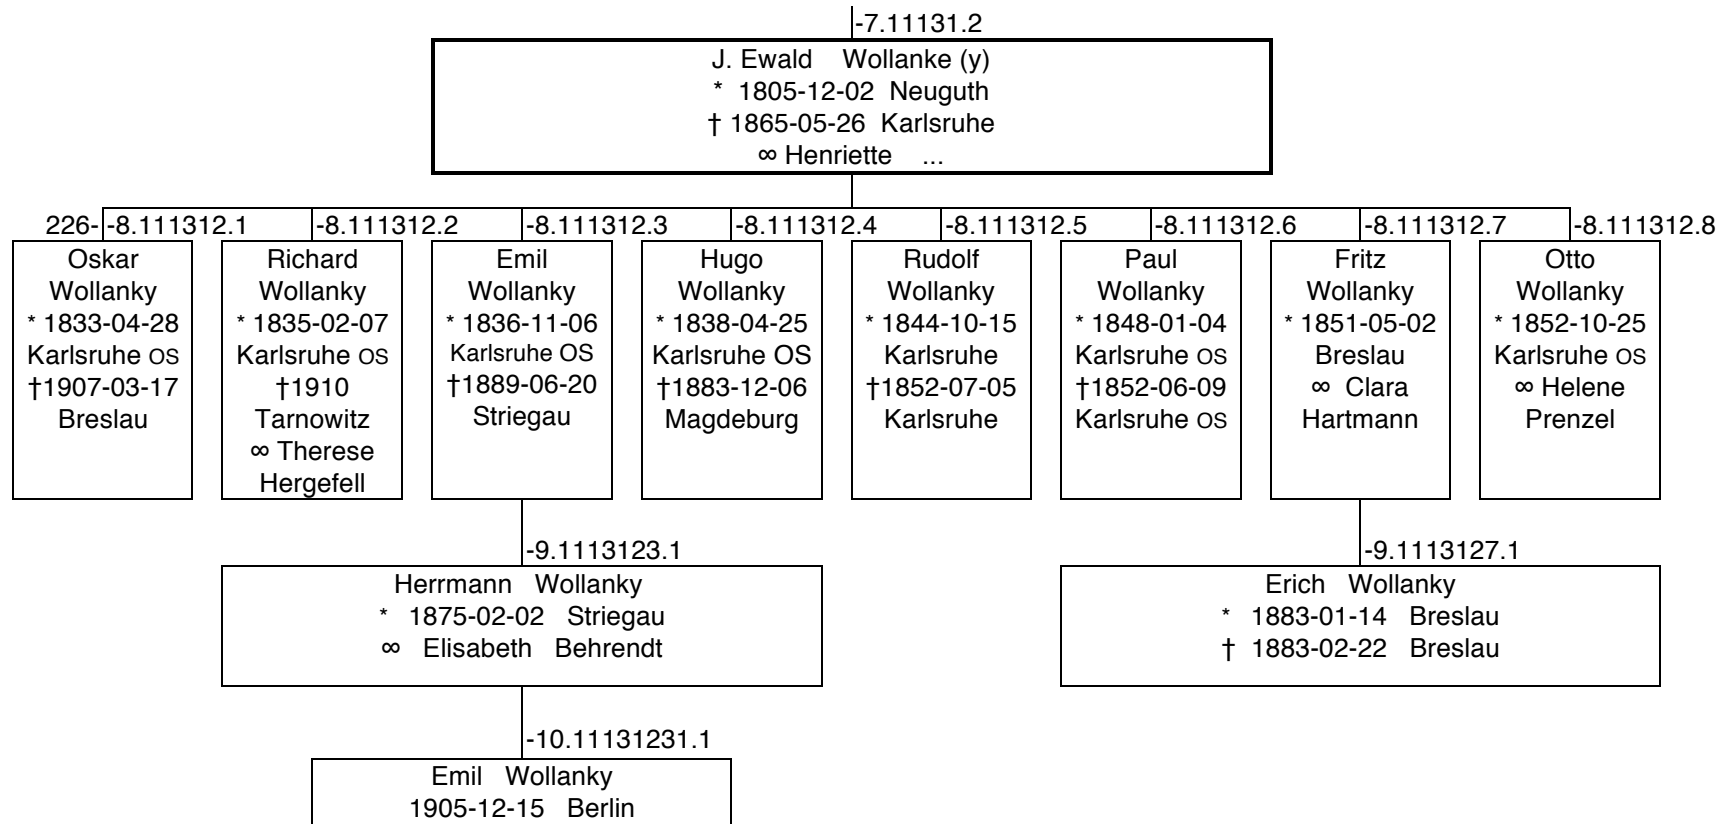 -7.11131.2
J. Ewald Wollanke (y)
* 1805-12-02 Neuguth
† 1865-05-26 Karlsruhe
∞ Henriette ...
226- -8.111312.1
Oskar
Wollanky
* 1833-04-28
Karlsruhe OS
†1907-03-17
Breslau
-8.111312.2
Richard
Wollanky
* 1835-02-07
Karlsruhe OS
†1910
Tarnowitz
∞ Therese
Hergefell
-8.111312.3
Emil
Wollanky
* 1836-11-06
Karlsruhe OS
†1889-06-20
Striegau
-8.111312.4
Hugo
Wollanky
* 1838-04-25
Karlsruhe OS
†1883-12-06
Magdeburg
-8.111312.5
Rudolf
Wollanky
* 1844-10-15
Karlsruhe
†1852-07-05
Karlsruhe
-8.111312.6
Paul
Wollanky
* 1848-01-04
Karlsruhe OS
†1852-06-09
Karlsruhe OS
-8.111312.7
Fritz
Wollanky
* 1851-05-02
Breslau
∞ Clara
Hartmann
-8.111312.8
Otto
Wollanky
* 1852-10-25
Karlsruhe OS
∞ Helene
Prenzel
-9.1113123.1
Herrmann Wollanky
* 1875-02-02 Striegau
∞ Elisabeth Behrendt
-9.1113127.1
Erich Wollanky
* 1883-01-14 Breslau
† 1883-02-22 Breslau
-10.11131231.1
Emil Wollanky
1905-12-15 Berlin